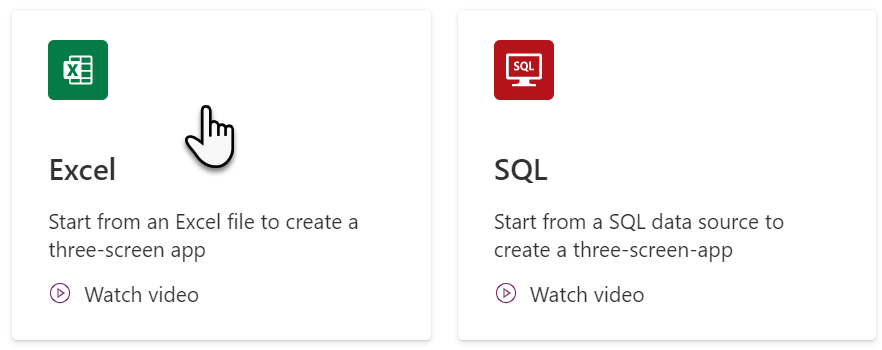 Excel
Start from an Excel file to create a
three-screen app
Watch video
SQL
SQL
Start from a SQL data source to
create a three-screen-app
Watch video